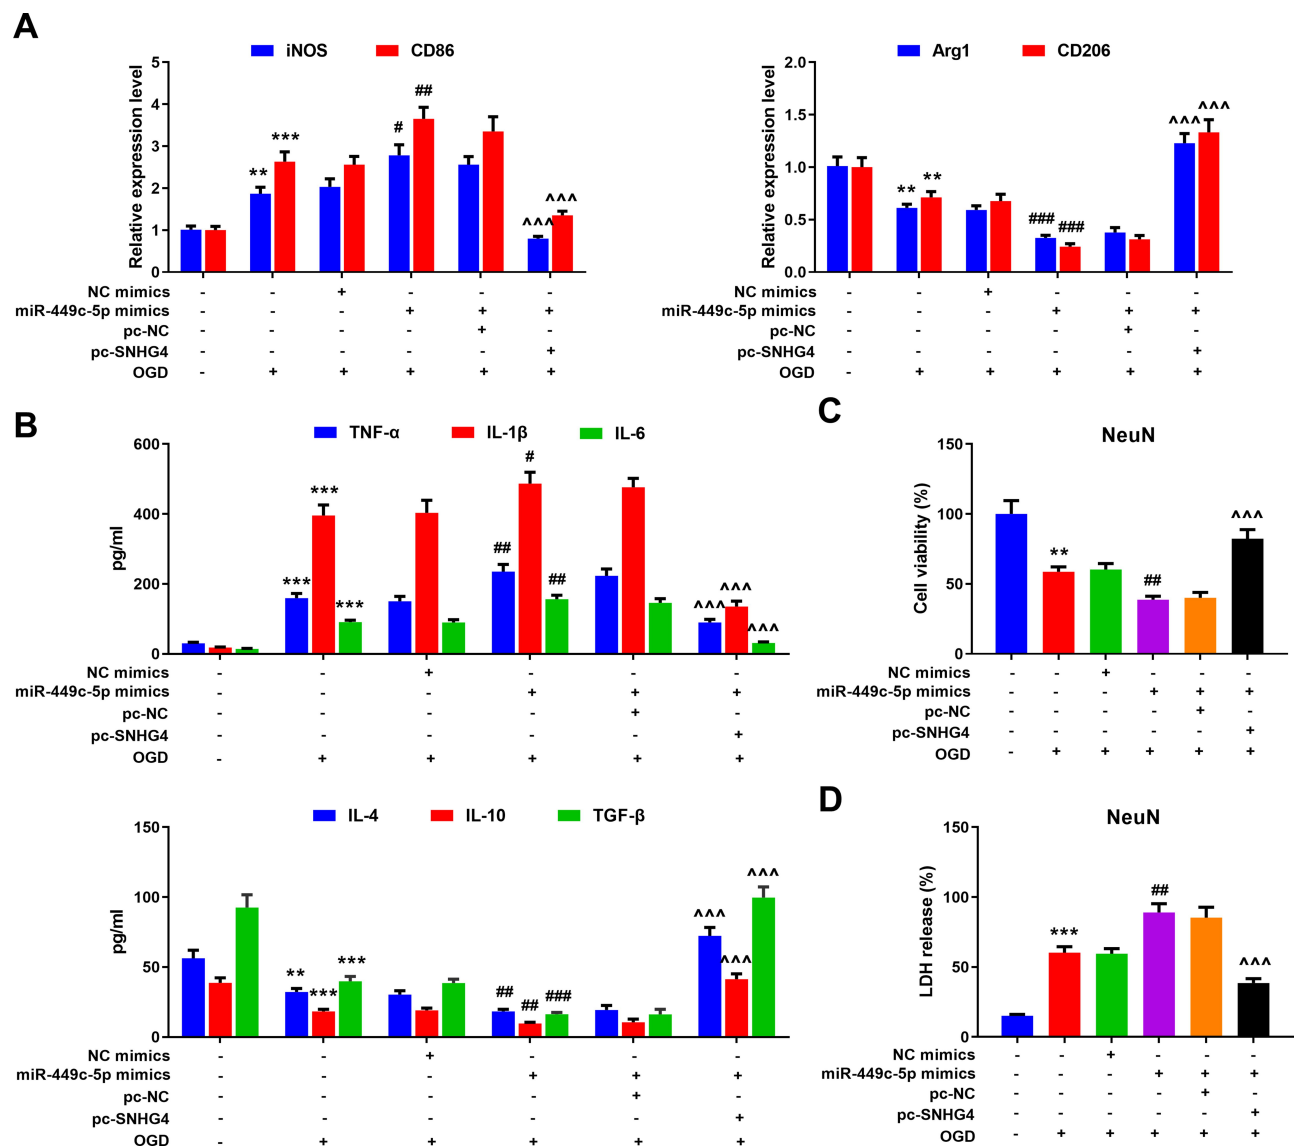 A
iNOS CD86
Relative expression level
5
4
3
2
1
0
** *** # ## ^^^ ^^^
NC mimics - - + - - -
miR-449c-5p mimics - - - + + +
pc-NC - - - - + -
pc-SNHG4 - - - - - +
OGD - + + + + +
Arg1 CD206
Relative expression level
2.0
1.5
1.0
0.5
0.0
** ** ### ### ^^^ ^^^
NC mimics - - + - - -
miR-449c-5p mimics - - - + + +
pc-NC - - - - + -
pc-SNHG4 - - - - - +
OGD - + + + + +
B
TNF-α IL-1β IL-6
pg/ml
600
400
200
0
*** *** *** ## # ## ^^^ ^^^ ^^^
NC mimics - - + - - -
miR-449c-5p mimics - - - + + +
pc-NC - - - - + -
pc-SNHG4 - - - - - +
OGD - + + + + +
IL-4 IL-10 TGF-β
pg/ml
150
100
50
0
** *** *** ## ## ### ^^^ ^^^ ^^^
NC mimics - - + - - -
miR-449c-5p mimics - - - + + +
pc-NC - - - - + -
pc-SNHG4 - - - - - +
OGD - + + + + +
C
NeuN
Cell viability (%)
150
100
50
0
** ## ^^^
NC mimics - - + - - -
miR-449c-5p mimics - - - + + +
pc-NC - - - - + -
pc-SNHG4 - - - - - +
OGD - + + + + +
D
NeuN
LDH release (%)
150
100
50
0
*** ## ^^^
NC mimics - - + - - -
miR-449c-5p mimics - - - + + +
pc-NC - - - - + -
pc-SNHG4 - - - - - +
OGD - + + + + +